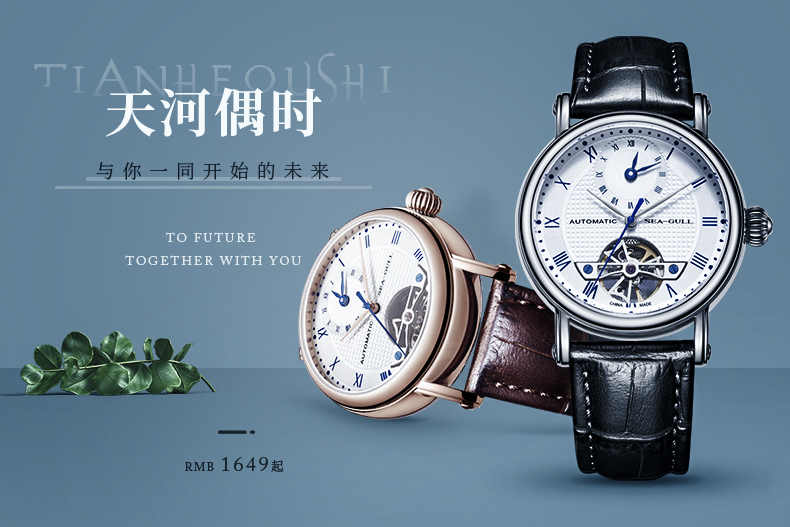 TIANHEOUSHI
天河偶时
与你一同开始的未来
TO FUTURE
TOGETHER WITH YOU
AUTOMATIC SEA-GULL
CHINA MADE
SEA-GULL
AUTOMATIC
RMB 1649起